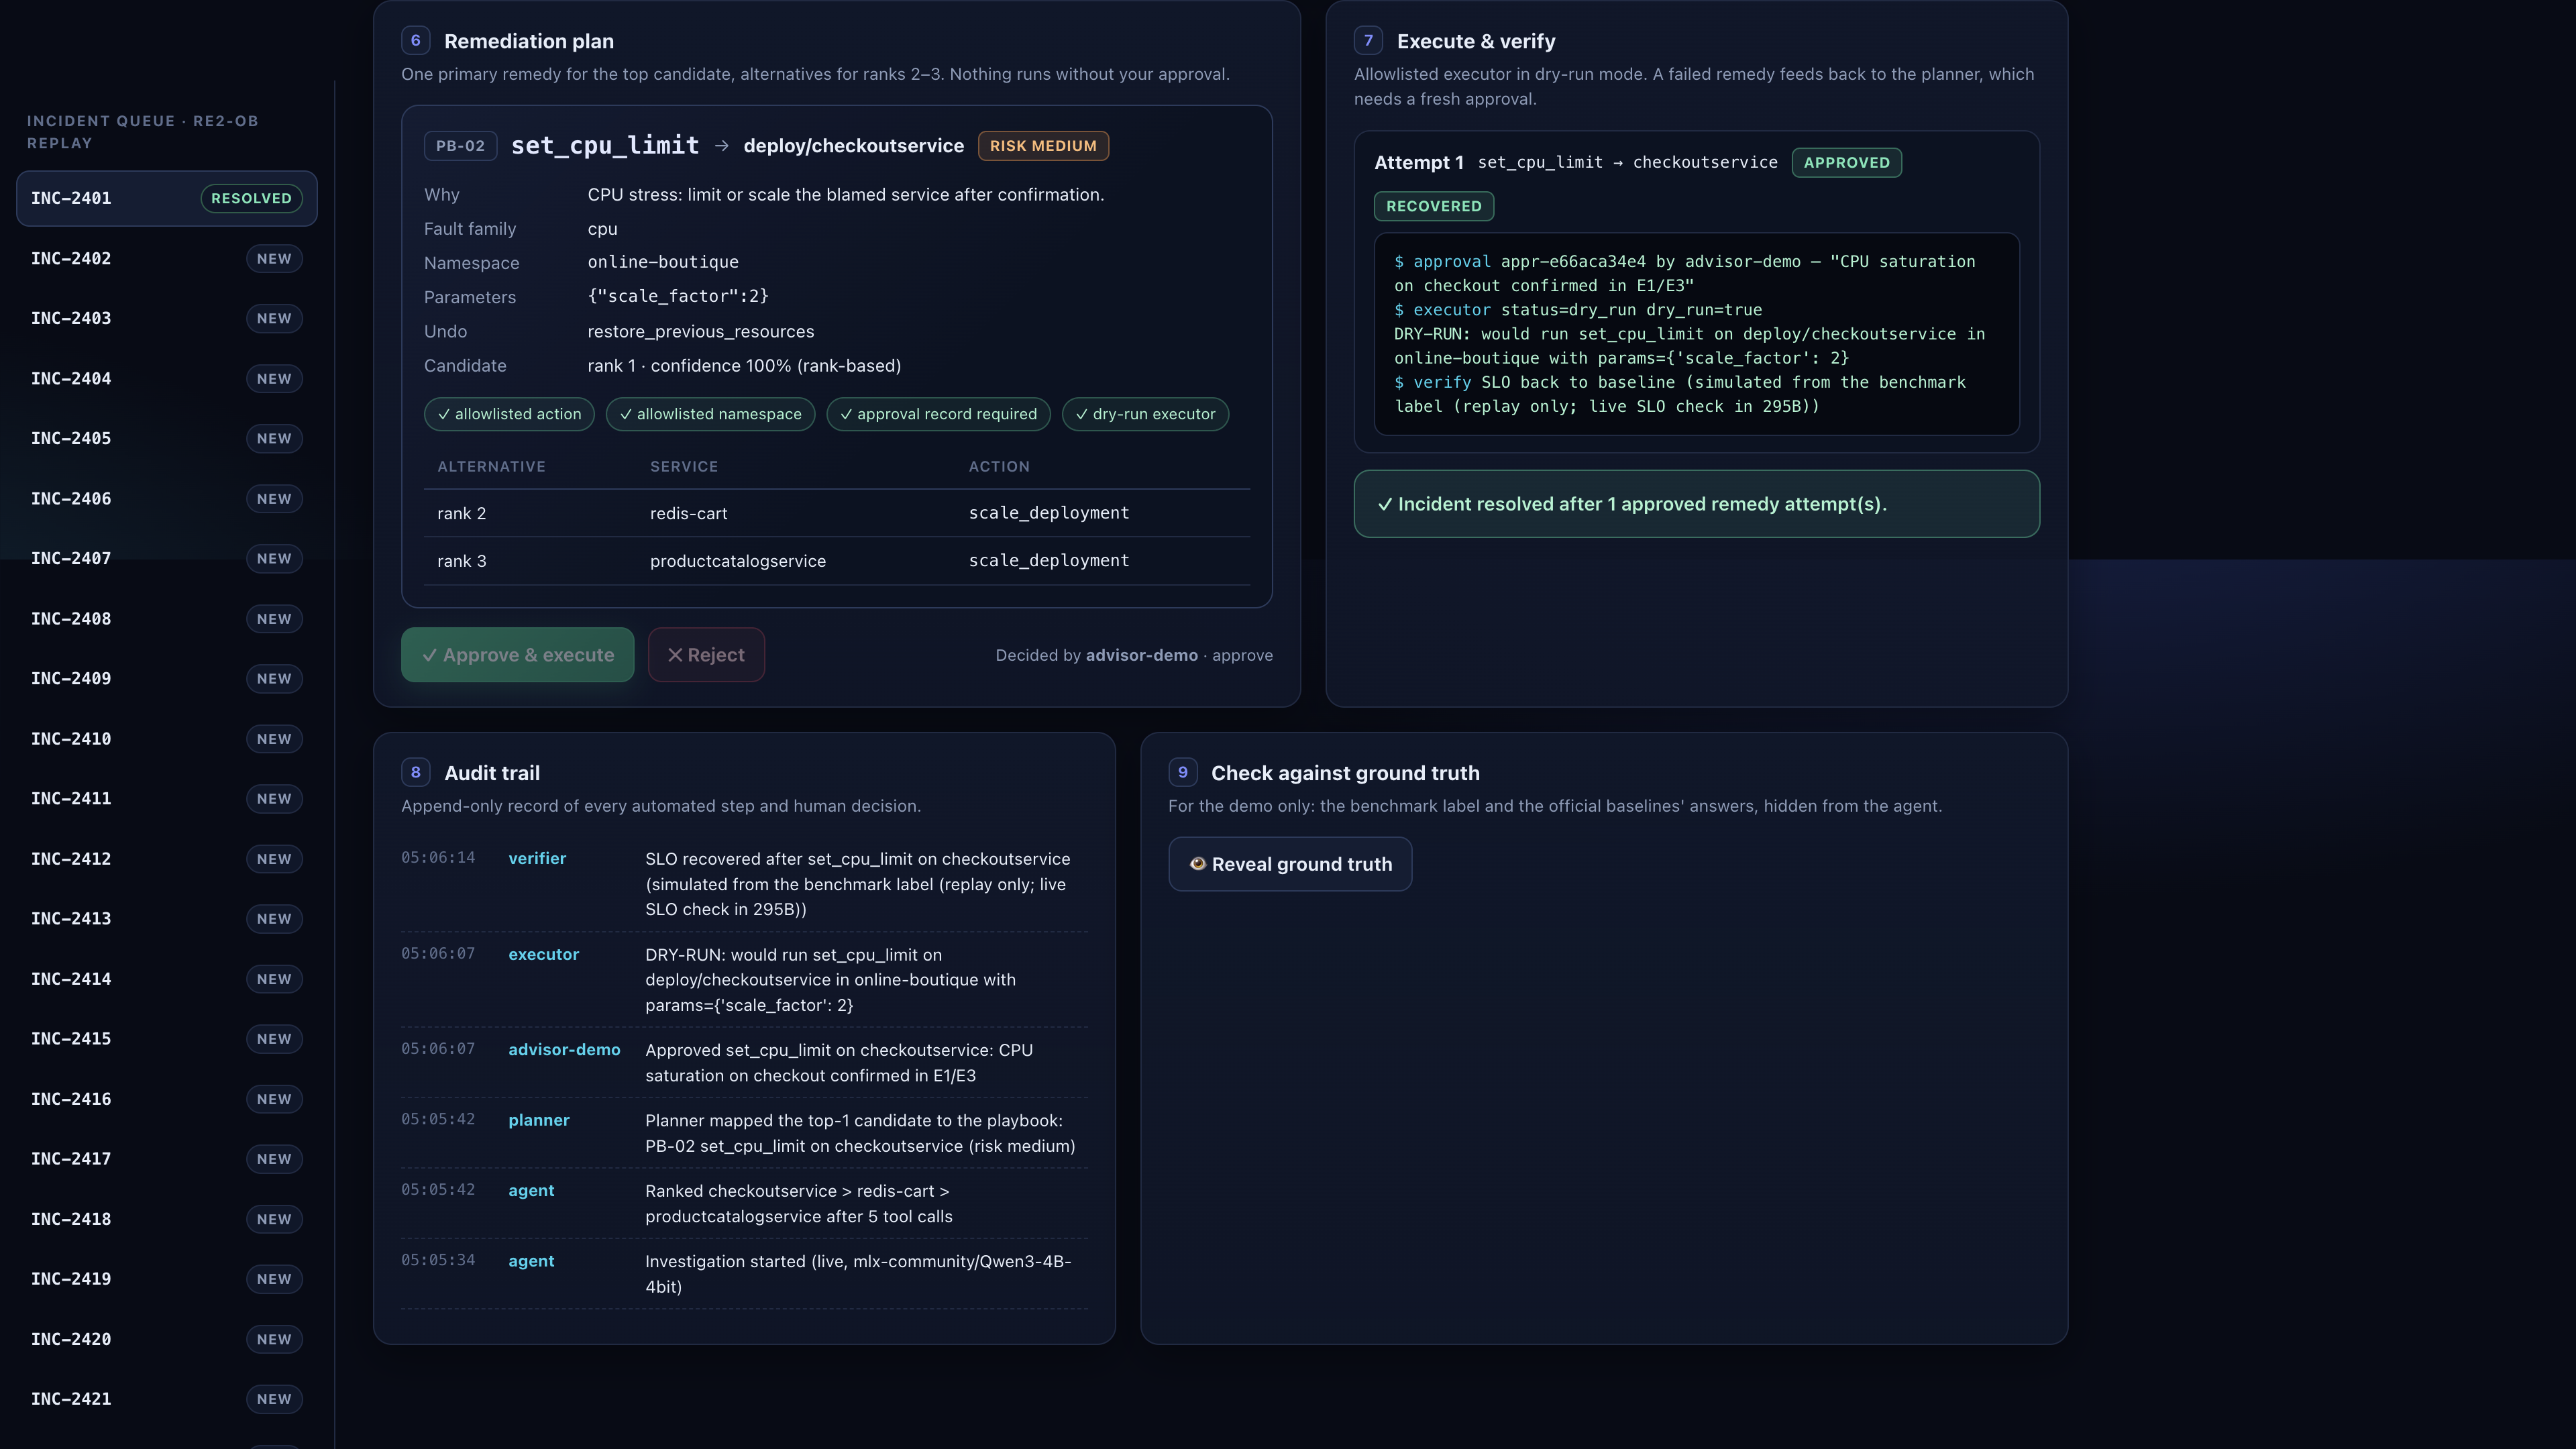 INCIDENT QUEUE · RE2-OB
REPLAY
INC-2401 RESOLVED
INC-2402 NEW
INC-2403 NEW
INC-2404 NEW
INC-2405 NEW
INC-2406 NEW
INC-2407 NEW
INC-2408 NEW
INC-2409 NEW
INC-2410 NEW
INC-2411 NEW
INC-2412 NEW
INC-2413 NEW
INC-2414 NEW
INC-2415 NEW
INC-2416 NEW
INC-2417 NEW
INC-2418 NEW
INC-2419 NEW
INC-2420 NEW
INC-2421 NEW
6 Remediation plan
One primary remedy for the top candidate, alternatives for ranks 2–3. Nothing runs without your approval.
PB-02 set_cpu_limit → deploy/checkoutservice RISK MEDIUM
Why CPU stress: limit or scale the blamed service after confirmation.
Fault family cpu
Namespace online-boutique
Parameters {"scale_factor":2}
Undo restore_previous_resources
Candidate rank 1 · confidence 100% (rank-based)
✓ allowlisted action ✓ allowlisted namespace ✓ approval record required ✓ dry-run executor
ALTERNATIVE SERVICE ACTION
rank 2 redis-cart scale_deployment
rank 3 productcatalogservice scale_deployment
✓ Approve & execute ✕ Reject Decided by advisor-demo · approve
7 Execute & verify
Allowlisted executor in dry-run mode. A failed remedy feeds back to the planner, which
needs a fresh approval.
Attempt 1 set_cpu_limit → checkoutservice APPROVED
RECOVERED
$ approval appr-e66aca34e4 by advisor-demo — "CPU saturation
on checkout confirmed in E1/E3"
$ executor status=dry_run dry_run=true
DRY-RUN: would run set_cpu_limit on deploy/checkoutservice in
online-boutique with params={'scale_factor': 2}
$ verify SLO back to baseline (simulated from the benchmark
label (replay only; live SLO check in 295B))
✓ Incident resolved after 1 approved remedy attempt(s).
8 Audit trail
Append-only record of every automated step and human decision.
05:06:14 verifier SLO recovered after set_cpu_limit on checkoutservice
(simulated from the benchmark label (replay only; live
SLO check in 295B))
05:06:07 executor DRY-RUN: would run set_cpu_limit on
deploy/checkoutservice in online-boutique with
params={'scale_factor': 2}
05:06:07 advisor-demo Approved set_cpu_limit on checkoutservice: CPU
saturation on checkout confirmed in E1/E3
05:05:42 planner Planner mapped the top-1 candidate to the playbook:
PB-02 set_cpu_limit on checkoutservice (risk medium)
05:05:42 agent Ranked checkoutservice > redis-cart >
productcatalogservice after 5 tool calls
05:05:34 agent Investigation started (live, mlx-community/Qwen3-4B-
4bit)
9 Check against ground truth
For the demo only: the benchmark label and the official baselines' answers, hidden from the agent.
👁 Reveal ground truth